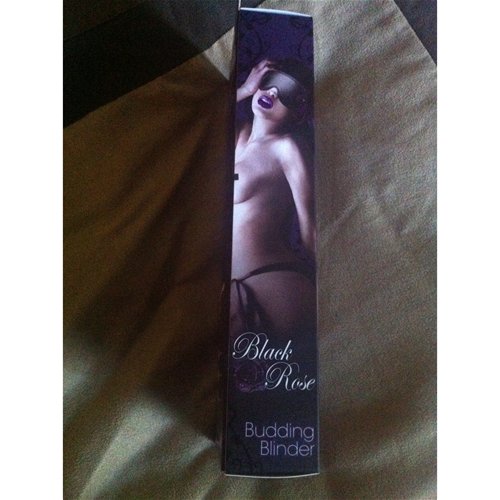 Black
Rose
Budding
Blinder